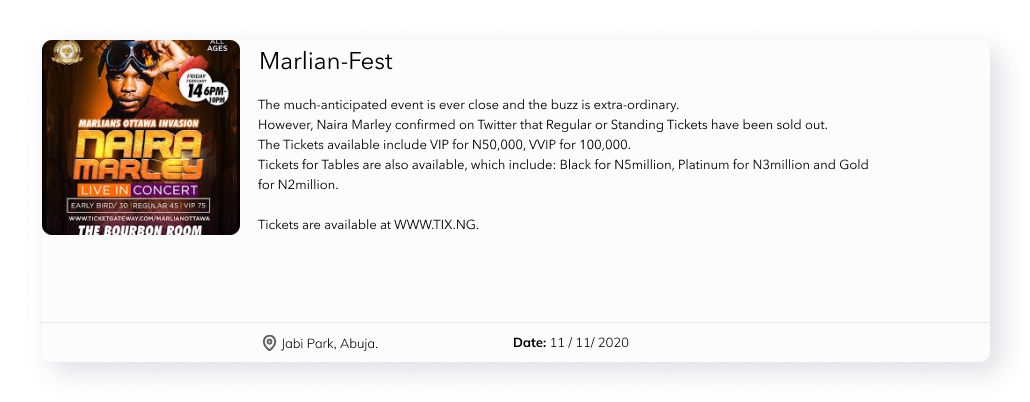 ALL
AGES
FRIDAY
FEBRUARY
14 6PM-
10PM
MARLIANS OTTAWA INVASION
NAIRA
MARLEY
LIVE IN CONCERT
EARLY BIRD/ 30 REGULAR 45 VIP 75
WWW.TICKETGATEWAY.COM/MARLIANOTTAWA
THE BOURBON ROOM
Marlian-Fest
The much-anticipated event is ever close and the buzz is extra-ordinary.
However, Naira Marley confirmed on Twitter that Regular or Standing Tickets have been sold out.
The Tickets available include VIP for N50,000, VVIP for 100,000.
Tickets for Tables are also available, which include: Black for N5million, Platinum for N3million and Gold
for N2million.
Tickets are available at WWW.TIX.NG.
Jabi Park, Abuja.
Date: 11 / 11/ 2020